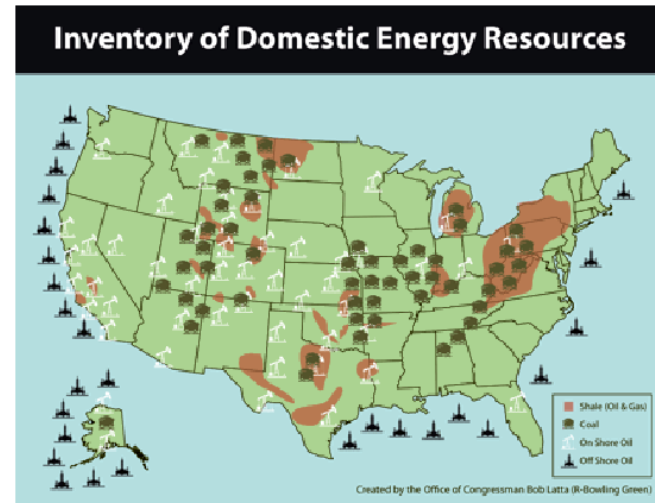 Inventory of Domestic Energy Resources
Shale (Oil & Gas)
Coal
On Shore Oil
Off Shore Oil
Created by the Office of Congressman Bob Latta (R-Bowling Green)